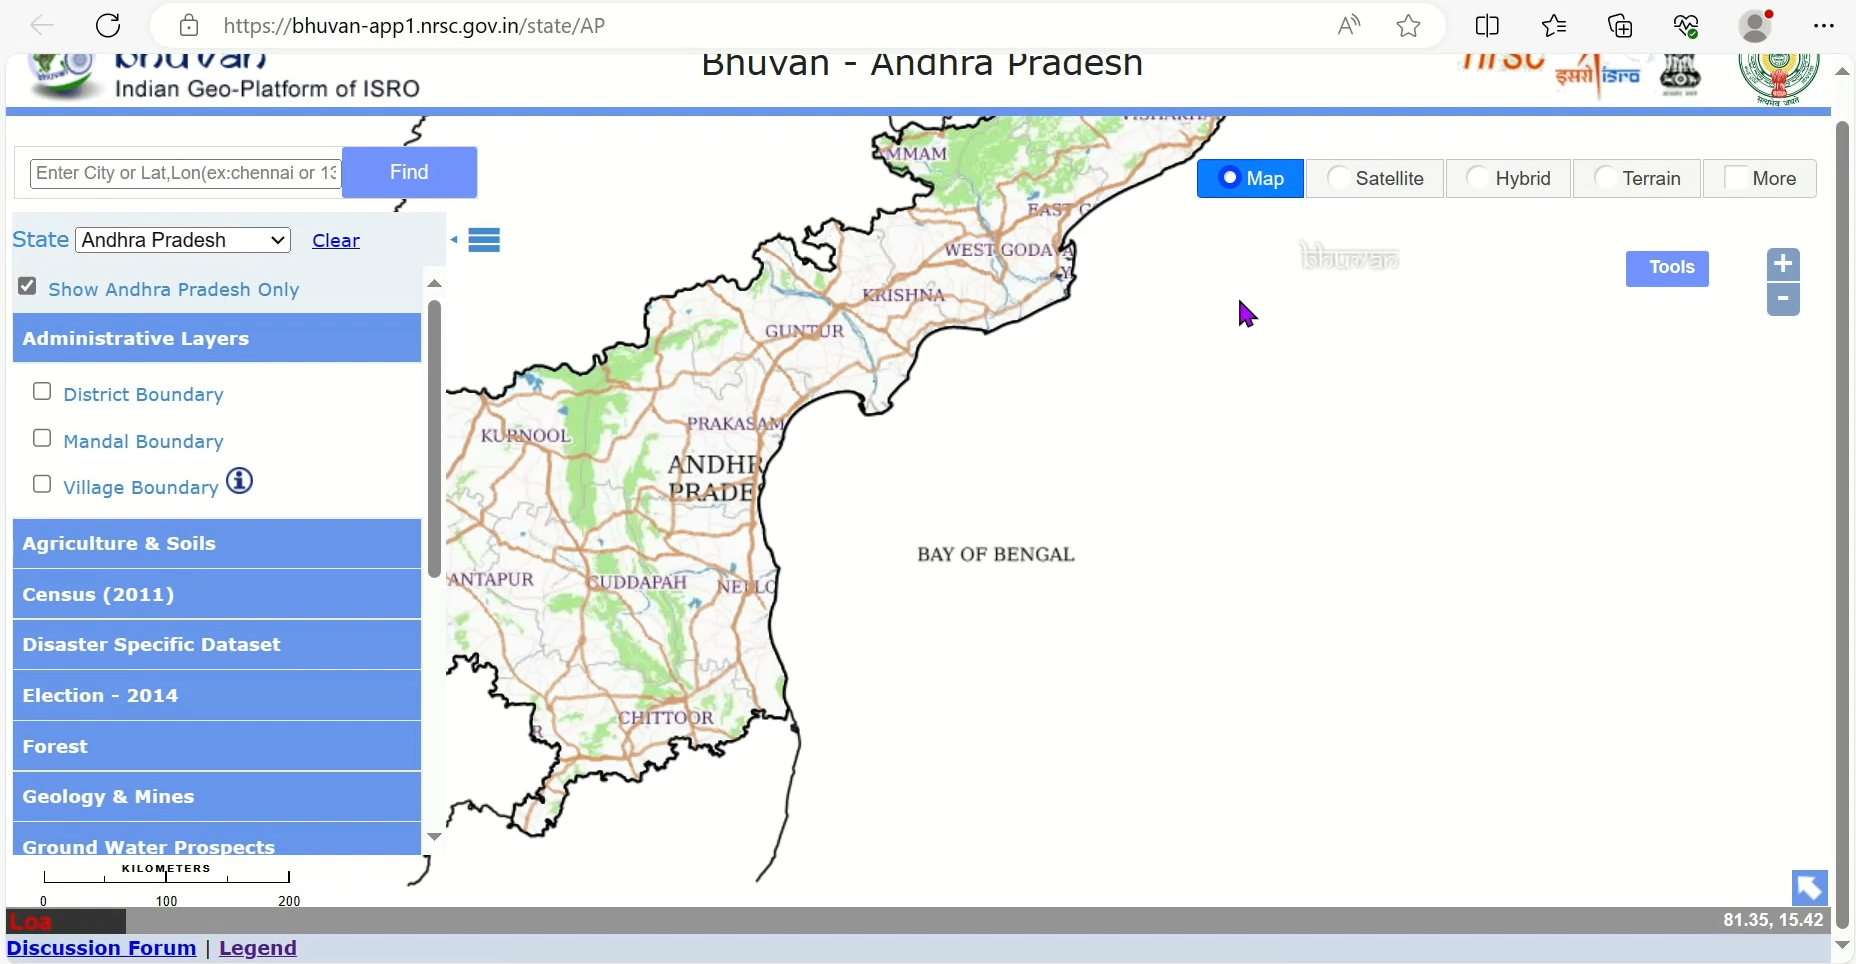 https://bhuvan-app1.nrsc.gov.in/state/AP
bhuvan
Indian Geo-Platform of ISRO
Bhuvan - Andhra Pradesh
nrsc
इसरो isro
सत्यमेव जयते
Enter City or Lat,Lon(ex:chennai or 13
Find
Map
Satellite
Hybrid
Terrain
More
State
Andhra Pradesh
Clear
bhuvan
Tools
+
-
Show Andhra Pradesh Only
Administrative Layers
District Boundary
Mandal Boundary
Village Boundary
Agriculture & Soils
Census (2011)
Disaster Specific Dataset
Election - 2014
Forest
Geology & Mines
Ground Water Prospects
VISHAKH
MMAM
EAST G
WEST GODA A
Y
KRISHNA
GUNTUR
PRAKASAM
KURNOOL
ANDHR
PRADE
BAY OF BENGAL
ANTAPUR
CUDDAPAH
NELLO
CHITTOOR
R
KILOMETERS
0 100 200
Loa
81.35, 15.42
Discussion Forum | Legend